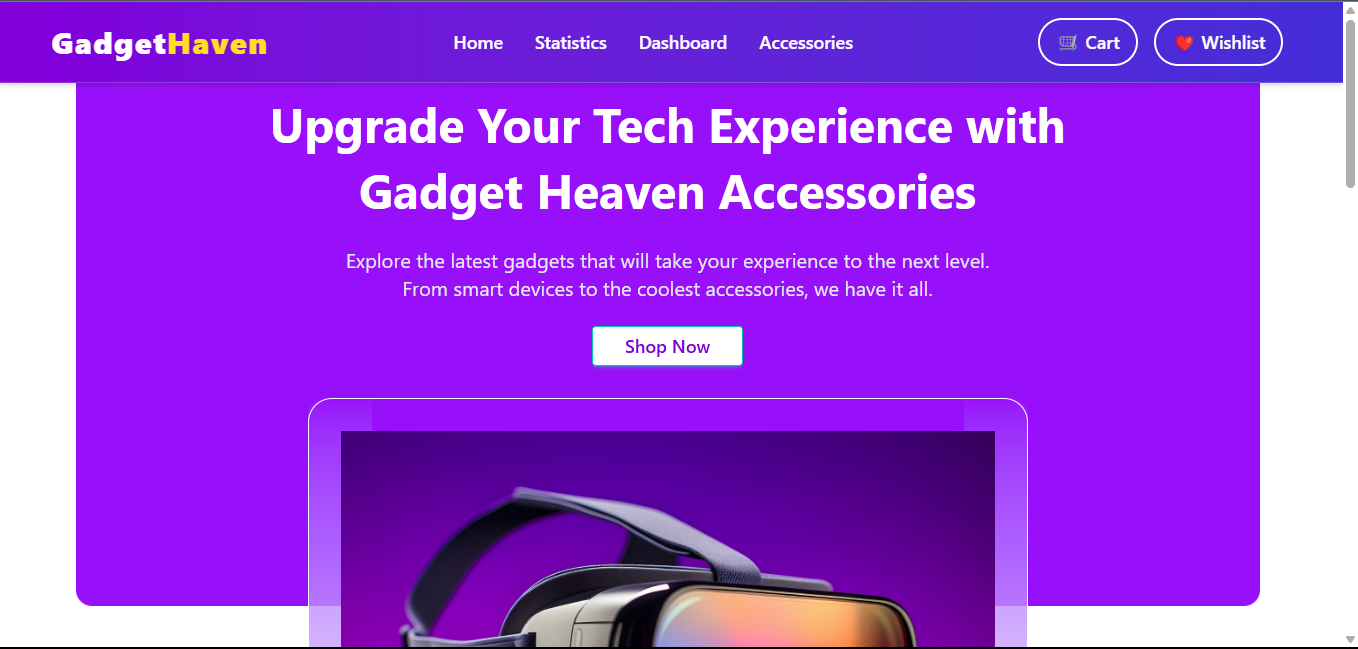 GadgetHaven
Home Statistics Dashboard Accessories
Cart Wishlist
Upgrade Your Tech Experience with
Gadget Heaven Accessories
Explore the latest gadgets that will take your experience to the next level.
From smart devices to the coolest accessories, we have it all.
Shop Now